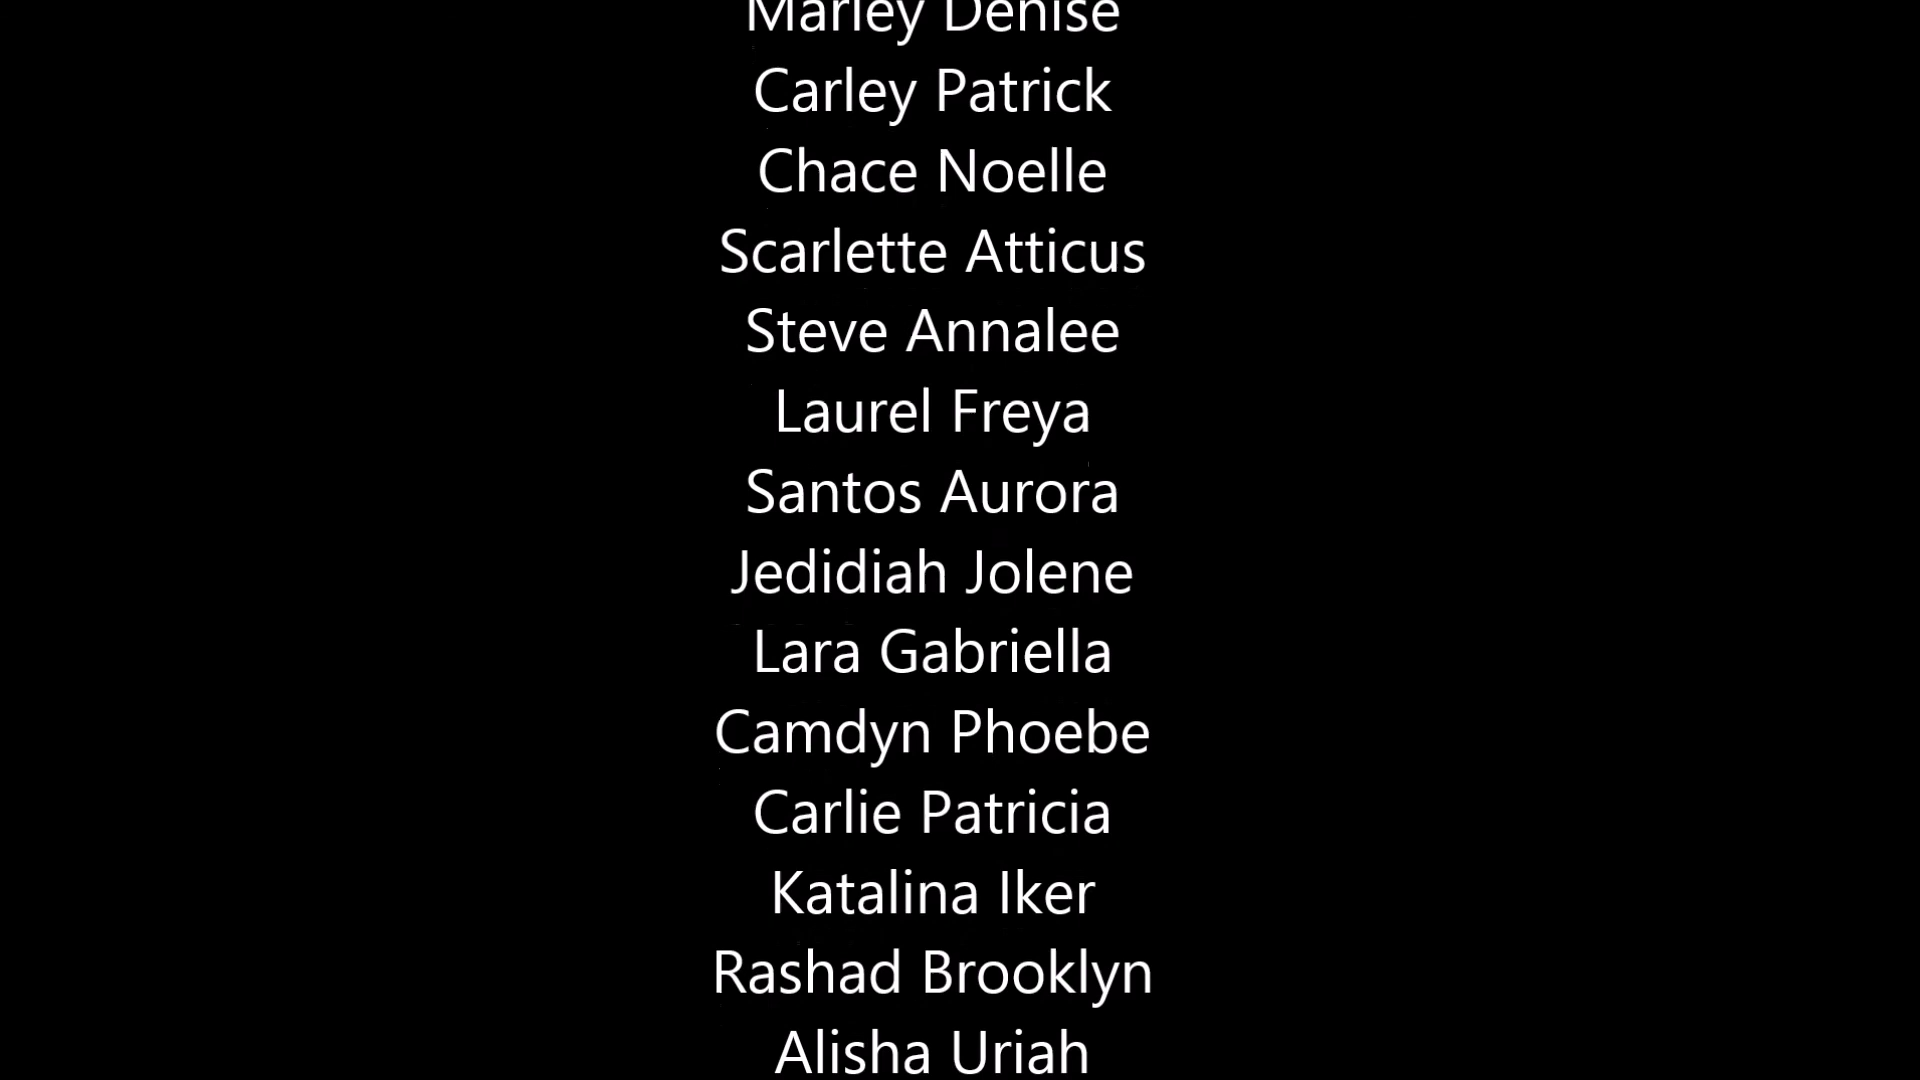 Marley Denise
Carley Patrick
Chace Noelle
Scarlette Atticus
Steve Annalee
Laurel Freya
Santos Aurora
Jedidiah Jolene
Lara Gabriella
Camdyn Phoebe
Carlie Patricia
Katalina Iker
Rashad Brooklyn
Alisha Uriah